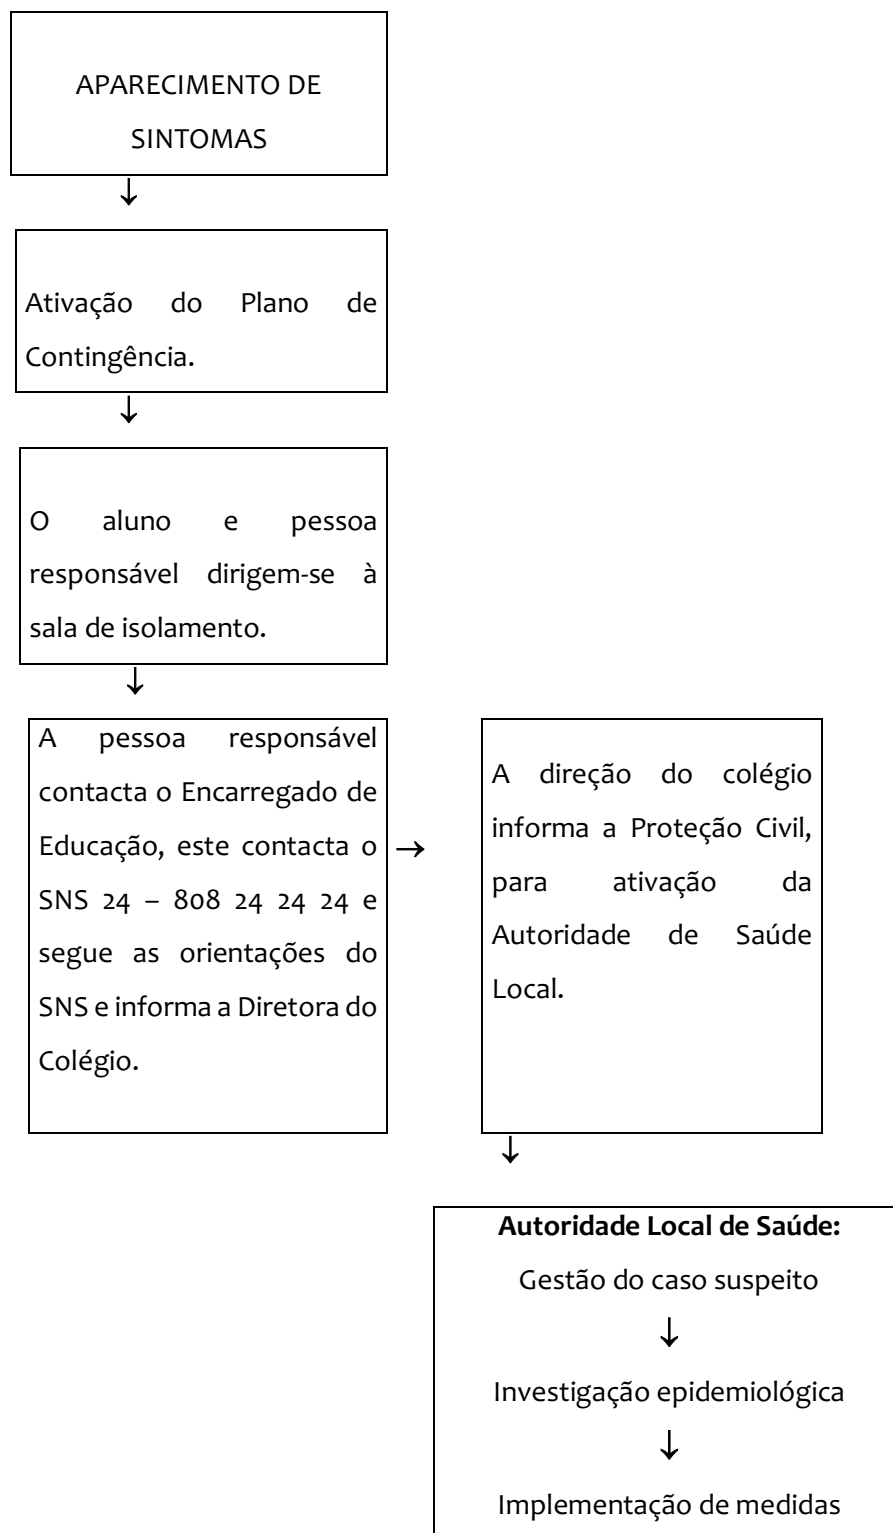 APARECIMENTO DE
SINTOMAS
↓
Ativação do Plano de
Contingência.
↓
O aluno e pessoa
responsável dirigem-se à
sala de isolamento.
↓
A pessoa responsável
contacta o Encarregado de
Educação, este contacta o
SNS 24 – 808 24 24 24 e
segue as orientações do
SNS e informa a Diretora do
Colégio.
→
A direção do colégio
informa a Proteção Civil,
para ativação da
Autoridade de Saúde
Local.
↓
Autoridade Local de Saúde:
Gestão do caso suspeito
↓
Investigação epidemiológica
↓
Implementação de medidas